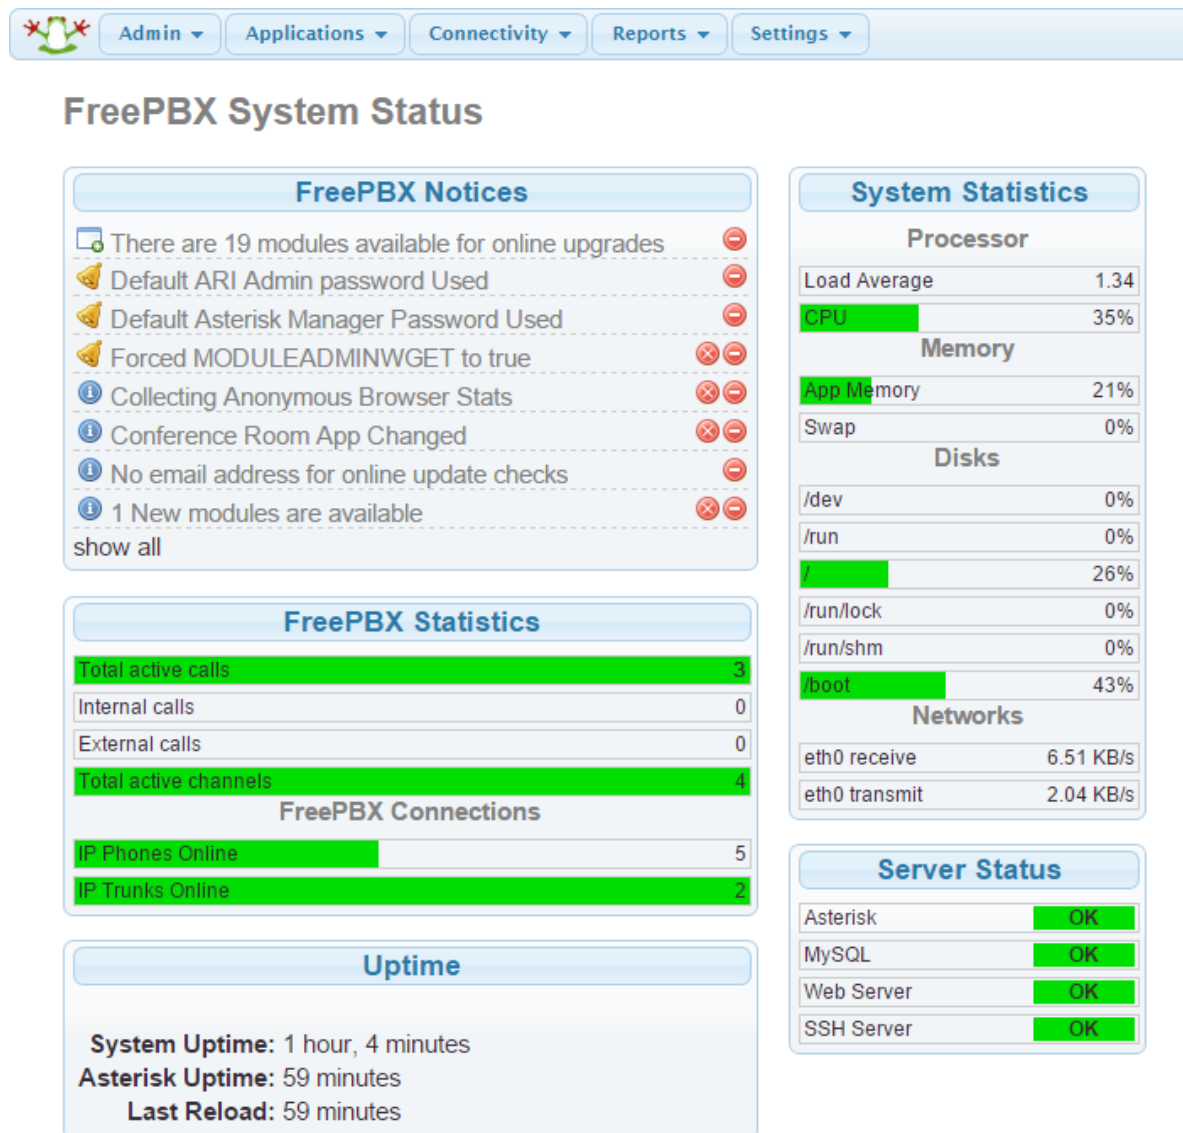 Admin Applications Connectivity Reports Settings
FreePBX System Status
FreePBX Notices
There are 19 modules available for online upgrades
Default ARI Admin password Used
Default Asterisk Manager Password Used
Forced MODULEADMINWGET to true
Collecting Anonymous Browser Stats
Conference Room App Changed
No email address for online update checks
1 New modules are available
show all
FreePBX Statistics
Total active calls 3
Internal calls 0
External calls 0
Total active channels 4
FreePBX Connections
IP Phones Online 5
IP Trunks Online 2
Uptime
System Uptime: 1 hour, 4 minutes
Asterisk Uptime: 59 minutes
Last Reload: 59 minutes
System Statistics
Processor
Load Average 1.34
CPU 35%
Memory
App Memory 21%
Swap 0%
Disks
/dev 0%
/run 0%
/ 26%
/run/lock 0%
/run/shm 0%
/boot 43%
Networks
eth0 receive 6.51 KB/s
eth0 transmit 2.04 KB/s
Server Status
Asterisk OK
MySQL OK
Web Server OK
SSH Server OK